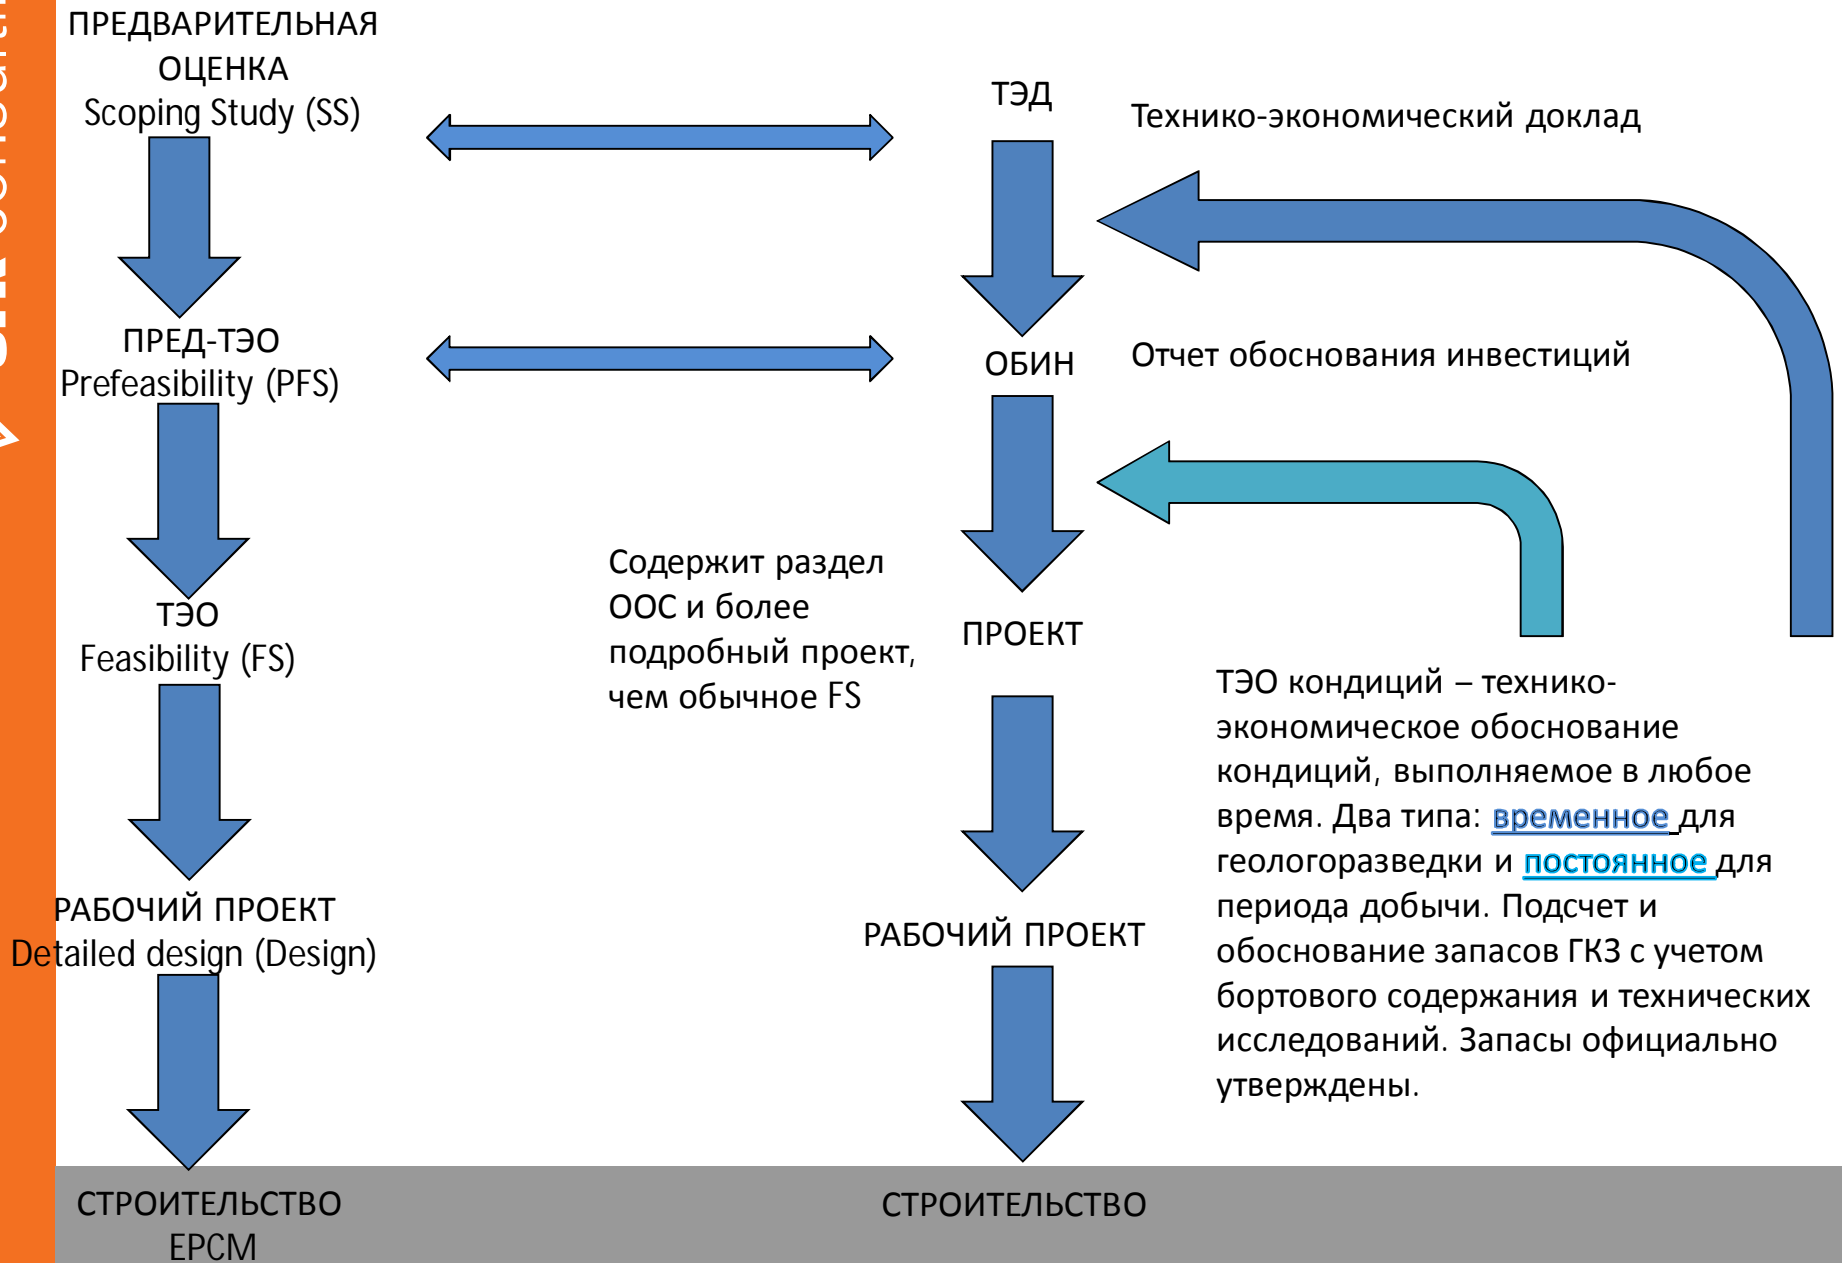 ПРЕДВАРИТЕЛЬНАЯ
ОЦЕНКА
Scoping Study (SS)
ТЭД
Технико-экономический доклад
ПРЕД-ТЭО
Prefeasibility (PFS)
ОБИН
Отчет обоснования инвестиций
Содержит раздел
ООС и более
подробный проект,
чем обычное FS
ТЭО
Feasibility (FS)
ПРОЕКТ
ТЭО кондиций – технико-
экономическое обоснование
кондиций, выполняемое в любое
время. Два типа: временное для
геологоразведки и постоянное для
периода добычи. Подсчет и
обоснование запасов ГКЗ с учетом
бортового содержания и технических
исследований. Запасы официально
утверждены.
РАБОЧИЙ ПРОЕКТ
Detailed design (Design)
РАБОЧИЙ ПРОЕКТ
СТРОИТЕЛЬСТВО
EPCM
СТРОИТЕЛЬСТВО